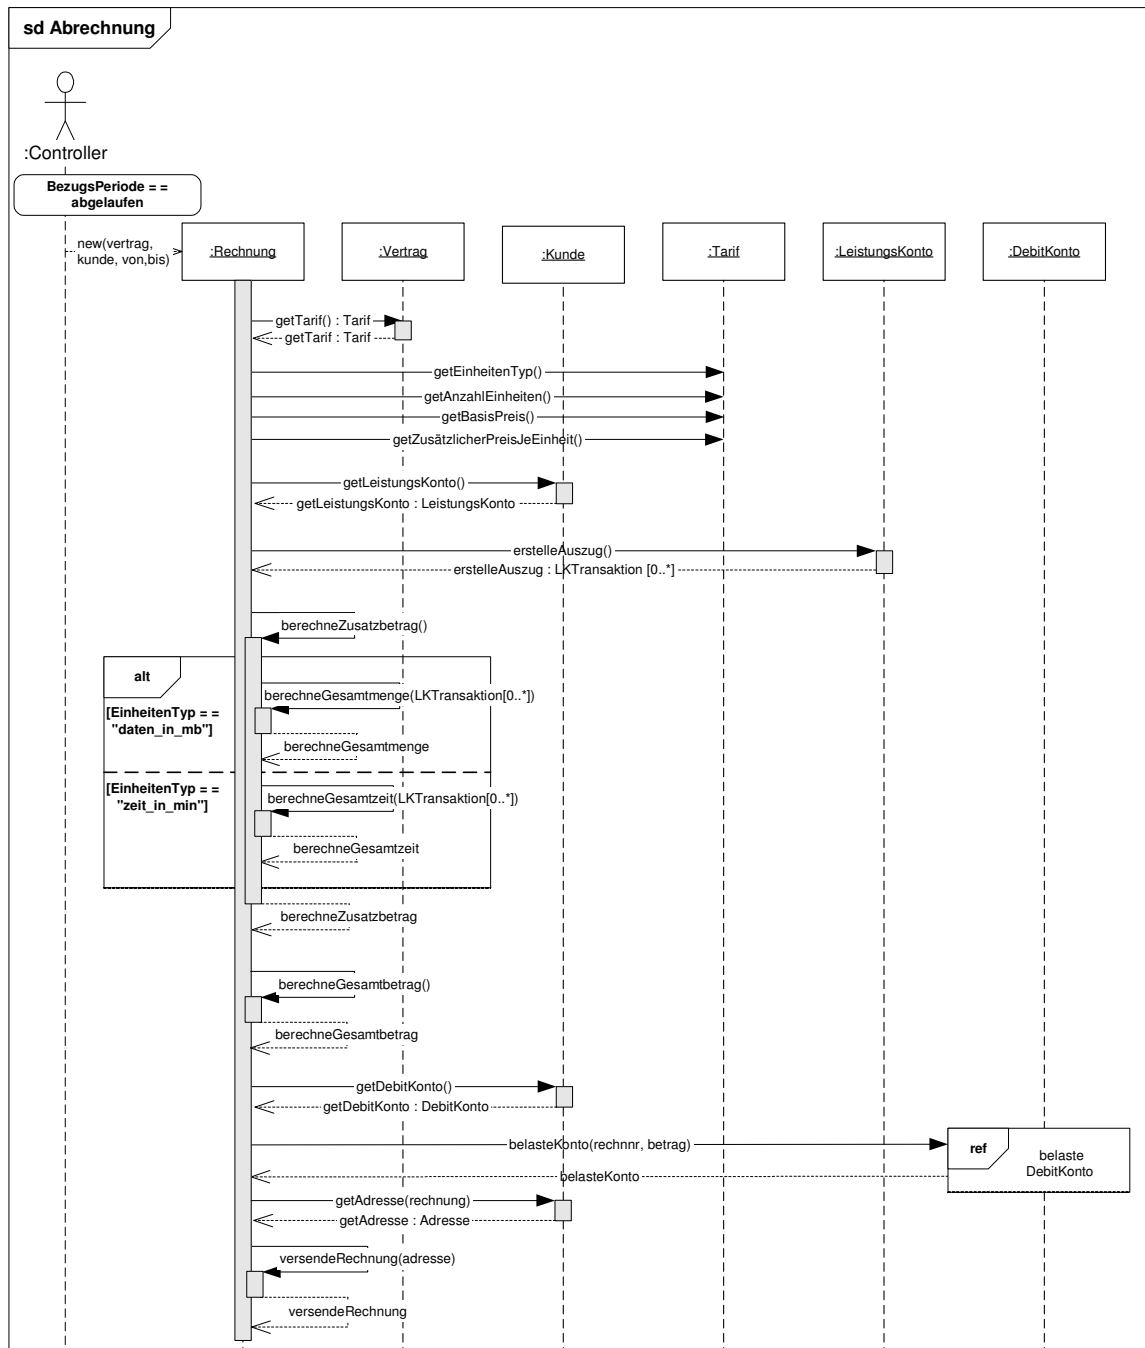 sd Abrechnung
:Controller
BezugsPeriode = =
abgelaufen
new(vertrag,
kunde, von,bis)
:Rechnung
:Vertrag
:Kunde
:Tarif
:LeistungsKonto
:DebitKonto
getTarif() : Tarif
getTarif : Tarif
getEinheitenTyp()
getAnzahlEinheiten()
getBasisPreis()
getZusätzlicherPreisJeEinheit()
getLeistungsKonto()
getLeistungsKonto : LeistungsKonto
erstelleAuszug()
erstelleAuszug : LKTransaktion [0..*]
berechneZusatzbetrag()
alt
berechneGesamtmenge(LKTransaktion[0..*])
[EinheitenTyp = =
"daten_in_mb"]
berechneGesamtmenge
[EinheitenTyp = =
"zeit_in_min"]
berechneGesamtzeit(LKTransaktion[0..*])
berechneGesamtzeit
berechneZusatzbetrag
berechneGesamtbetrag()
berechneGesamtbetrag
getDebitKonto()
getDebitKonto : DebitKonto
belasteKonto(rechnnr, betrag)
ref
belaste
DebitKonto
belasteKonto
getAdresse(rechnung)
getAdresse : Adresse
versendeRechnung(adresse)
versendeRechnung